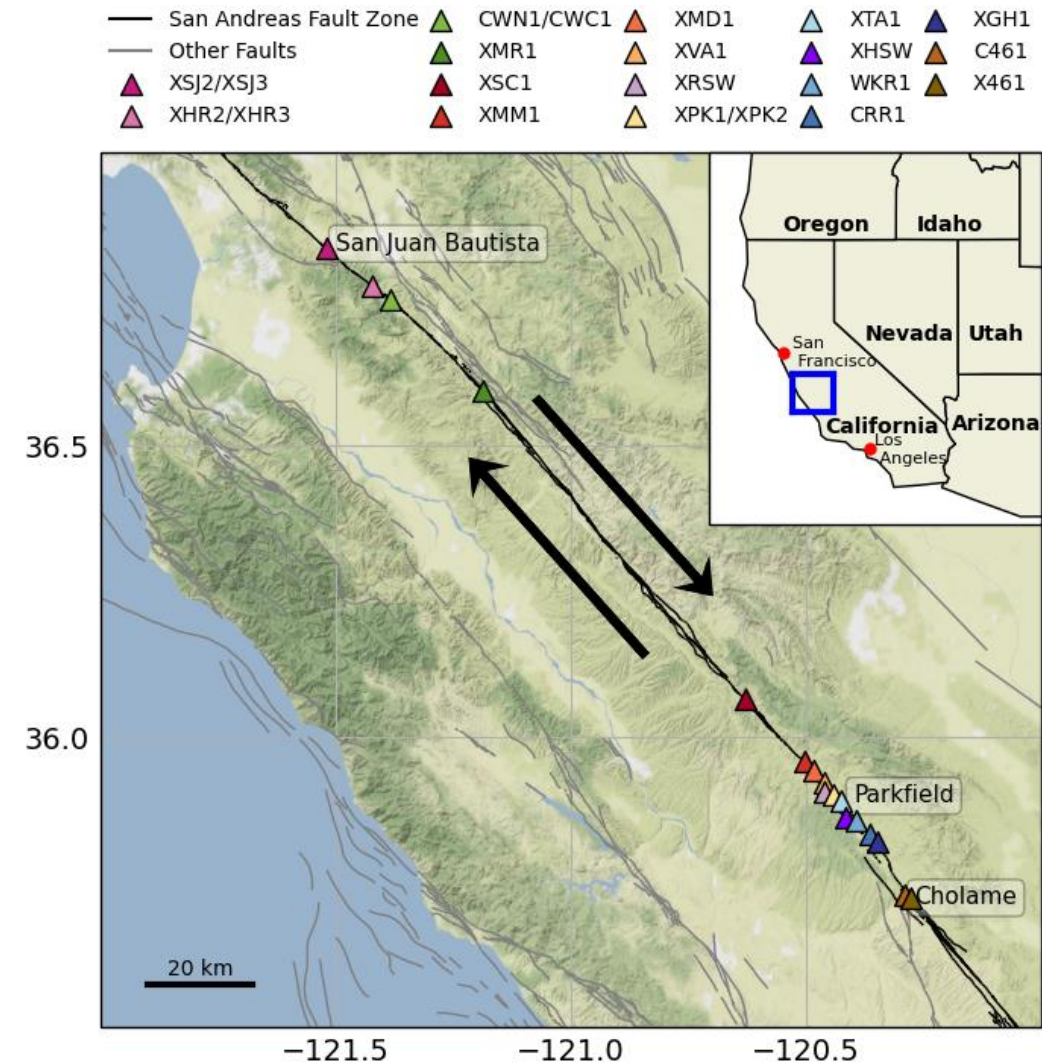 San Andreas Fault Zone
Other Faults
XSJ2/XSJ3
XHR2/XHR3
CWN1/CWC1
XMR1
XSC1
XMM1
XMD1
XVA1
XRSW
XPK1/XPK2
XTA1
XHSW
WKR1
CRR1
XGH1
C461
X461
San Juan Bautista
Oregon
Idaho
Nevada
Utah
San
Francisco
California
Arizona
Los
Angeles
36.5
36.0
Parkfield
Cholame
20 km
−121.5
−121.0
−120.5